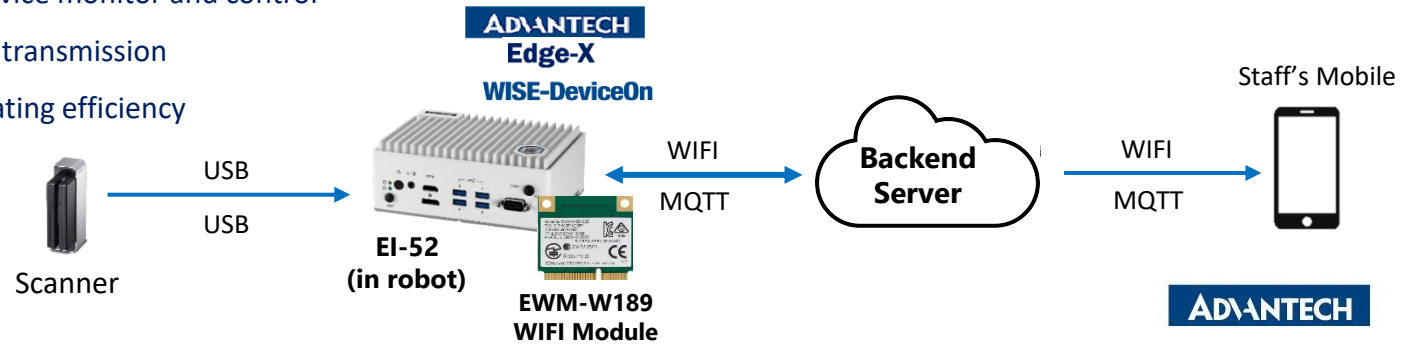 vice monitor and control
transmission
ating efficiency
ADVANTECH
Edge-X
WISE-DeviceOn
Staff's Mobile
USB
USB
WIFI
MQTT
Backend
Server
WIFI
MQTT
Scanner
EI-52
(in robot)
EWM-W189
WIFI Module
ADVANTECH